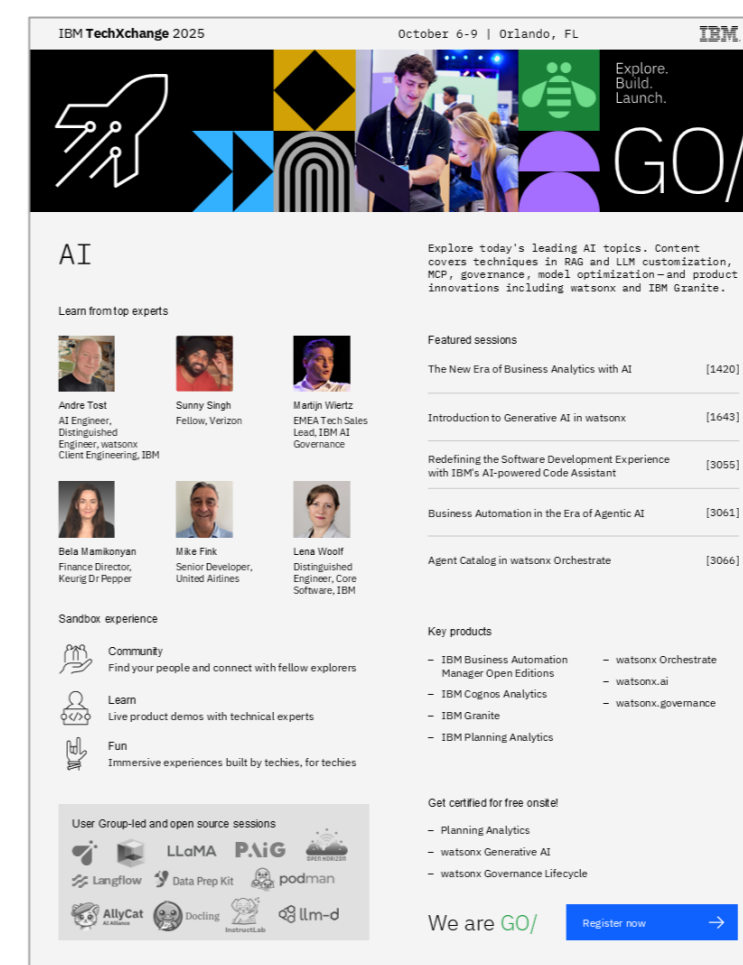 IBM TechXchange 2025
October 6-9 | Orlando, FL
IBM
Explore.
Build.
Launch.
GO/
AI
Explore today's leading AI topics. Content
covers techniques in RAG and LLM customization,
MCP, governance, model optimization—and product
innovations including watsonx and IBM Granite.
Learn from top experts
Andre Tost
AI Engineer,
Distinguished
Engineer, watsonx
Client Engineering, IBM
Sunny Singh
Fellow, Verizon
Martijn Wiertz
EMEA Tech Sales
Lead, IBM AI
Governance
Bela Mamikonyan
Finance Director,
Keurig Dr Pepper
Mike Fink
Senior Developer,
United Airlines
Lena Woolf
Distinguished
Engineer, Core
Software, IBM
Sandbox experience
Community
Find your people and connect with fellow explorers
Learn
Live product demos with technical experts
Fun
Immersive experiences built by techies, for techies
User Group-led and open source sessions
LLaMA
PAiG
OPEN HORIZON
Langflow
Data Prep Kit
podman
AllyCat
AI Alliance
Docling
InstructLab
llm-d
Featured sessions
The New Era of Business Analytics with AI [1420]
Introduction to Generative AI in watsonx [1643]
Redefining the Software Development Experience
with IBM's AI-powered Code Assistant [3055]
Business Automation in the Era of Agentic AI [3061]
Agent Catalog in watsonx Orchestrate [3066]
Key products
– IBM Business Automation
Manager Open Editions
– IBM Cognos Analytics
– IBM Granite
– IBM Planning Analytics
– watsonx Orchestrate
– watsonx.ai
– watsonx.governance
Get certified for free onsite!
– Planning Analytics
– watsonx Generative AI
– watsonx Governance Lifecycle
We are GO/
Register now →